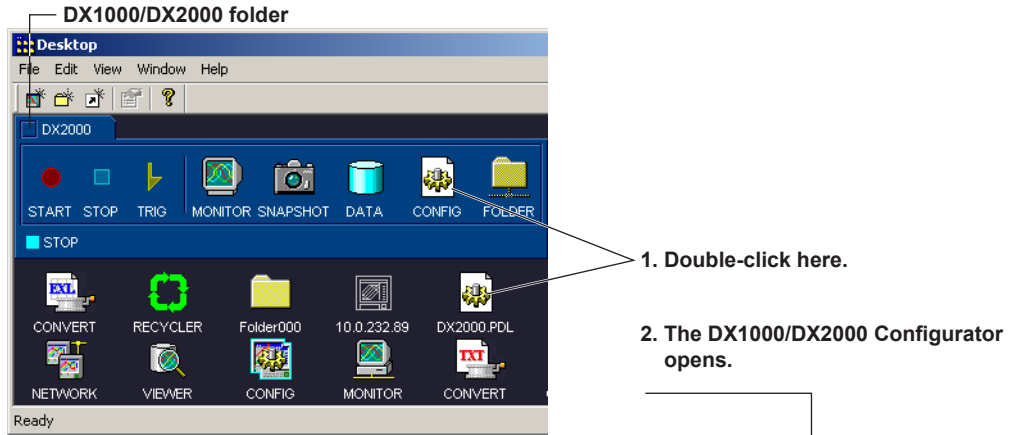 DX1000/DX2000 folder
Desktop
File Edit View Window Help
DX2000
START STOP TRIG MONITOR SNAPSHOT DATA CONFIG FOLDER
STOP
EXL
CONVERT RECYCLER Folder000 10.0.232.89 DX2000.PDL
TXT
NETWORK VIEWER CONFIG MONITOR CONVERT
Ready
1. Double-click here.
2. The DX1000/DX2000 Configurator
opens.